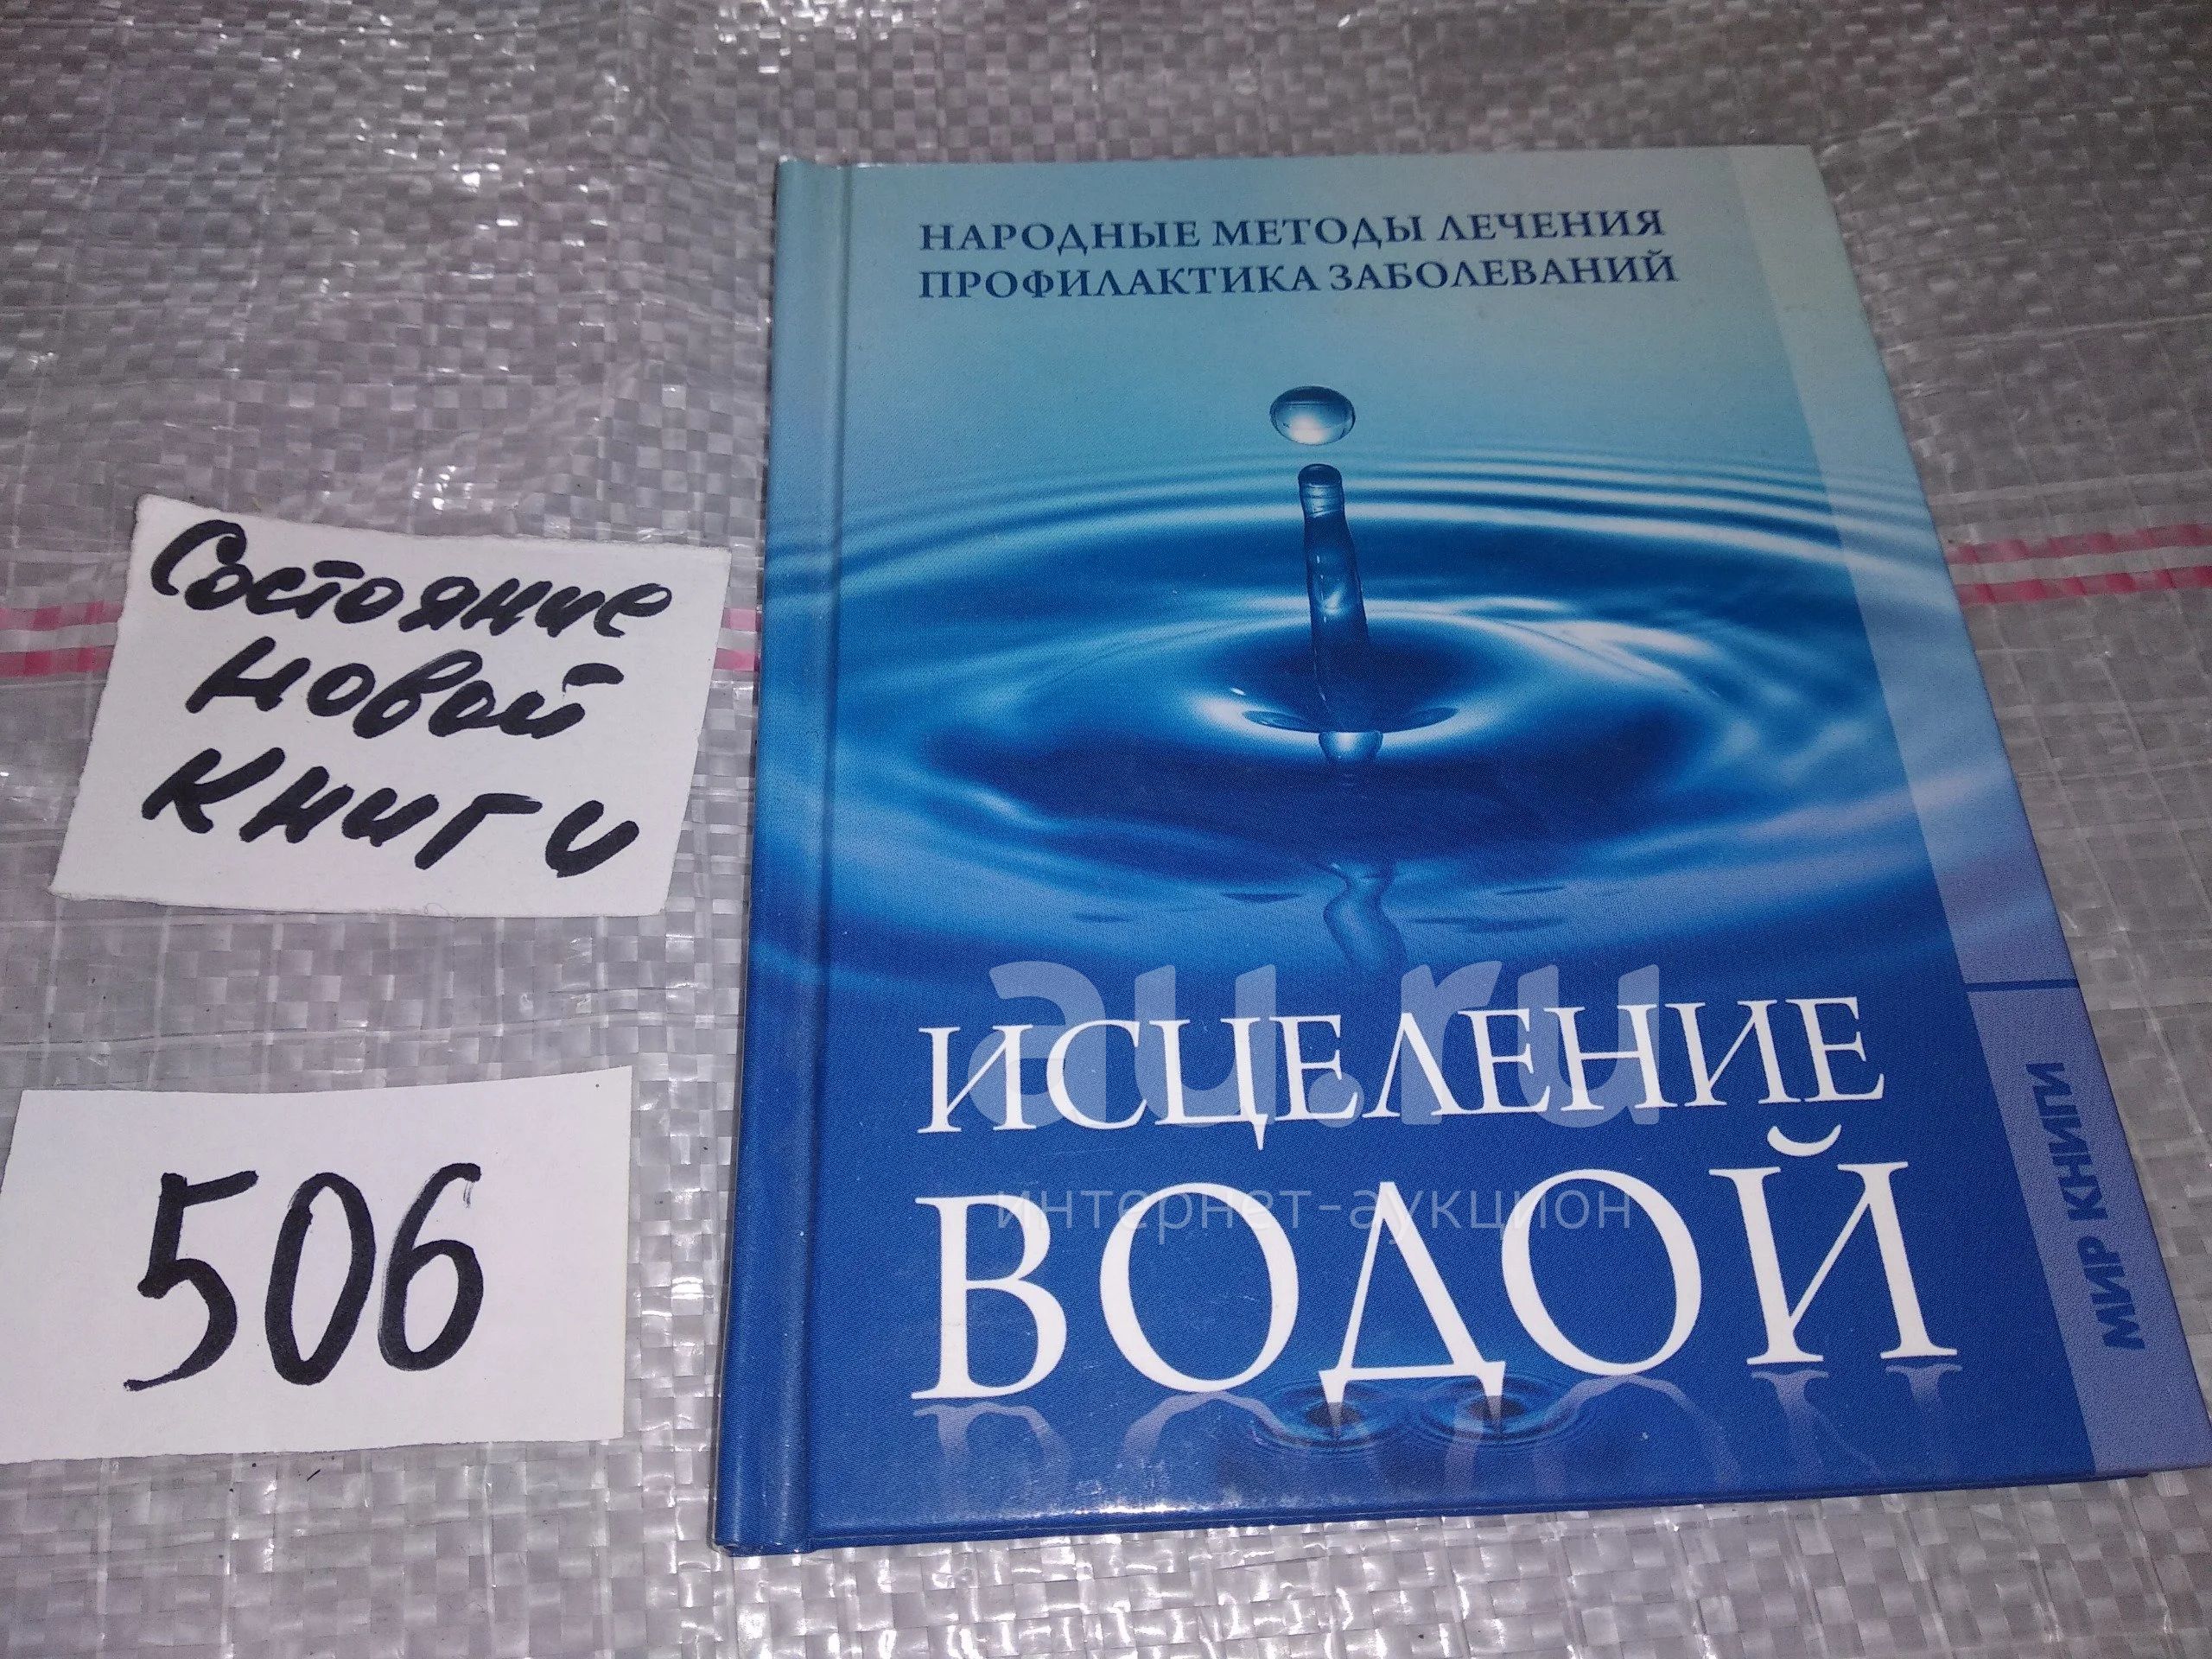 НАРОДНЫЕ МЕТОДЫ ЛЕЧЕНИЯ
ПРОФИЛАКТИКА ЗАБОЛЕВАНИЙ
Состояние
новой
книги
506
au.ru
ИСЦЕЛЕНИЕ
интернет-аукцион
ВОДОЙ
МИР КНИГИ